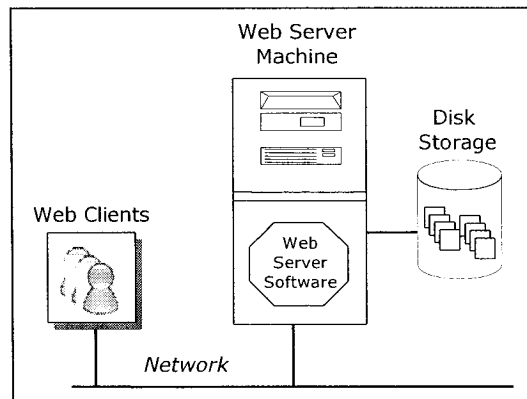 Web Server
Machine
Disk
Storage
Web Clients
Web
Server
Software
Network